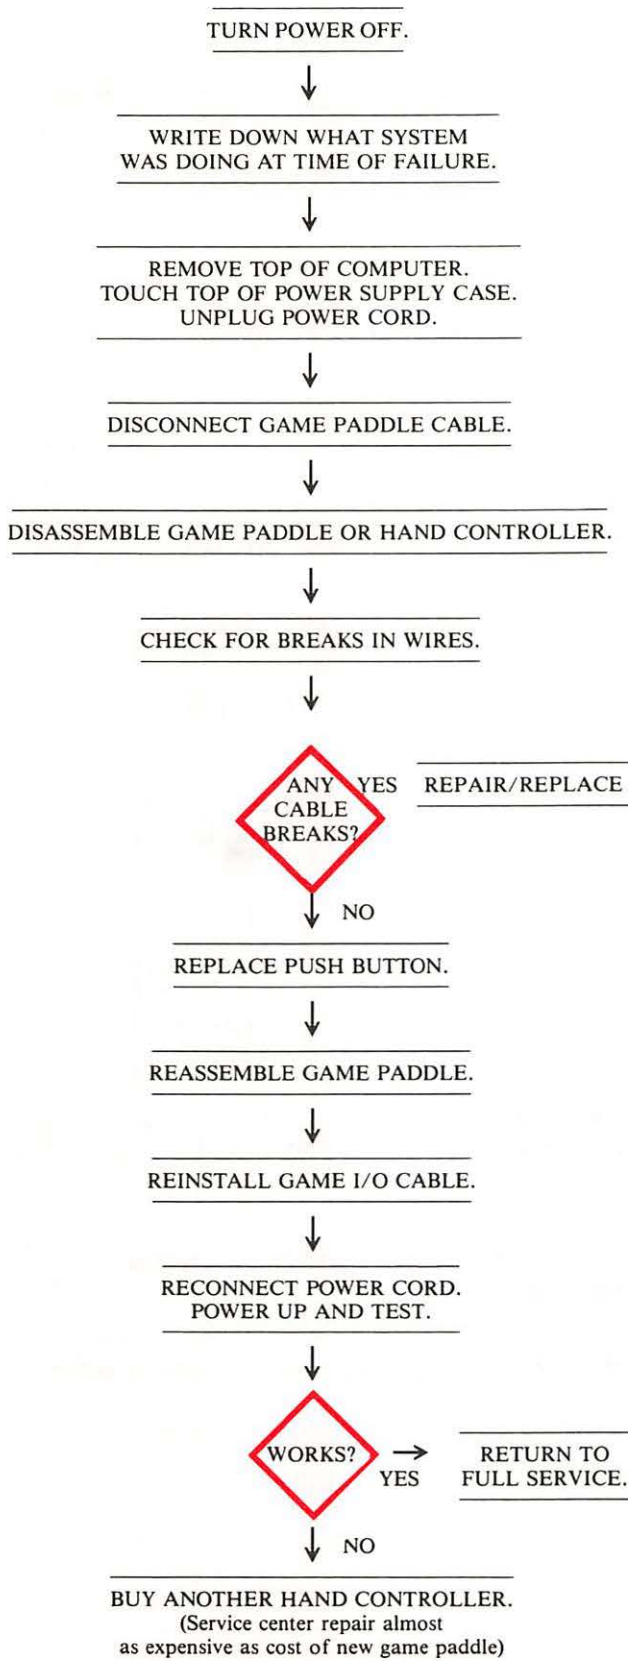 TURN POWER OFF.
WRITE DOWN WHAT SYSTEM
WAS DOING AT TIME OF FAILURE.
REMOVE TOP OF COMPUTER.
TOUCH TOP OF POWER SUPPLY CASE.
UNPLUG POWER CORD.
DISCONNECT GAME PADDLE CABLE.
DISASSEMBLE GAME PADDLE OR HAND CONTROLLER.
CHECK FOR BREAKS IN WIRES.
ANY
CABLE
BREAKS?
YES
REPAIR/REPLACE
NO
REPLACE PUSH BUTTON.
REASSEMBLE GAME PADDLE.
REINSTALL GAME I/O CABLE.
RECONNECT POWER CORD.
POWER UP AND TEST.
WORKS?
YES
RETURN TO
FULL SERVICE.
NO
BUY ANOTHER HAND CONTROLLER.
(Service center repair almost
as expensive as cost of new game paddle)